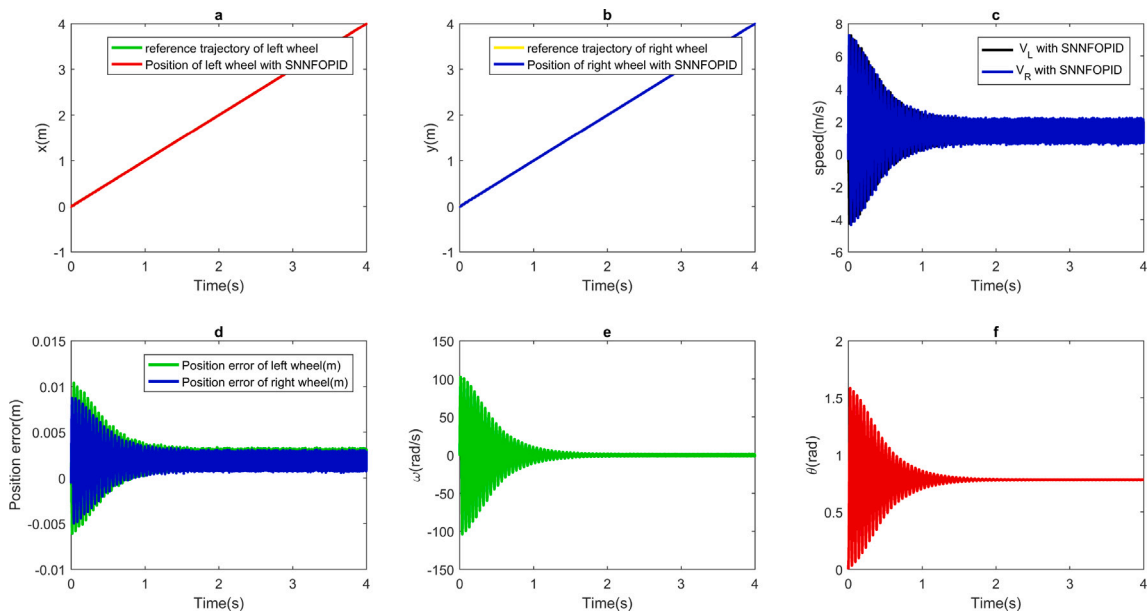 a
4
3
2
1
0
-1
x(m)
reference trajectory of left wheel
Position of left wheel with SNNFOPID
0 1 2 3 4
Time(s)
b
4
3
2
1
0
-1
y(m)
reference trajectory of right wheel
Position of right wheel with SNNFOPID
0 1 2 3 4
Time(s)
c
8
6
4
2
0
-2
-4
-6
speed(m/s)
V_L with SNNFOPID
V_R with SNNFOPID
0 1 2 3 4
Time(s)
d
0.015
0.01
0.005
0
-0.005
-0.01
Position error(m)
Position error of left wheel(m)
Position error of right wheel(m)
0 1 2 3 4
Time(s)
e
150
100
50
0
-50
-100
-150
ω(rad/s)
0 1 2 3 4
Time(s)
f
2
1.5
1
0.5
0
θ(rad)
0 1 2 3 4
Time(s)